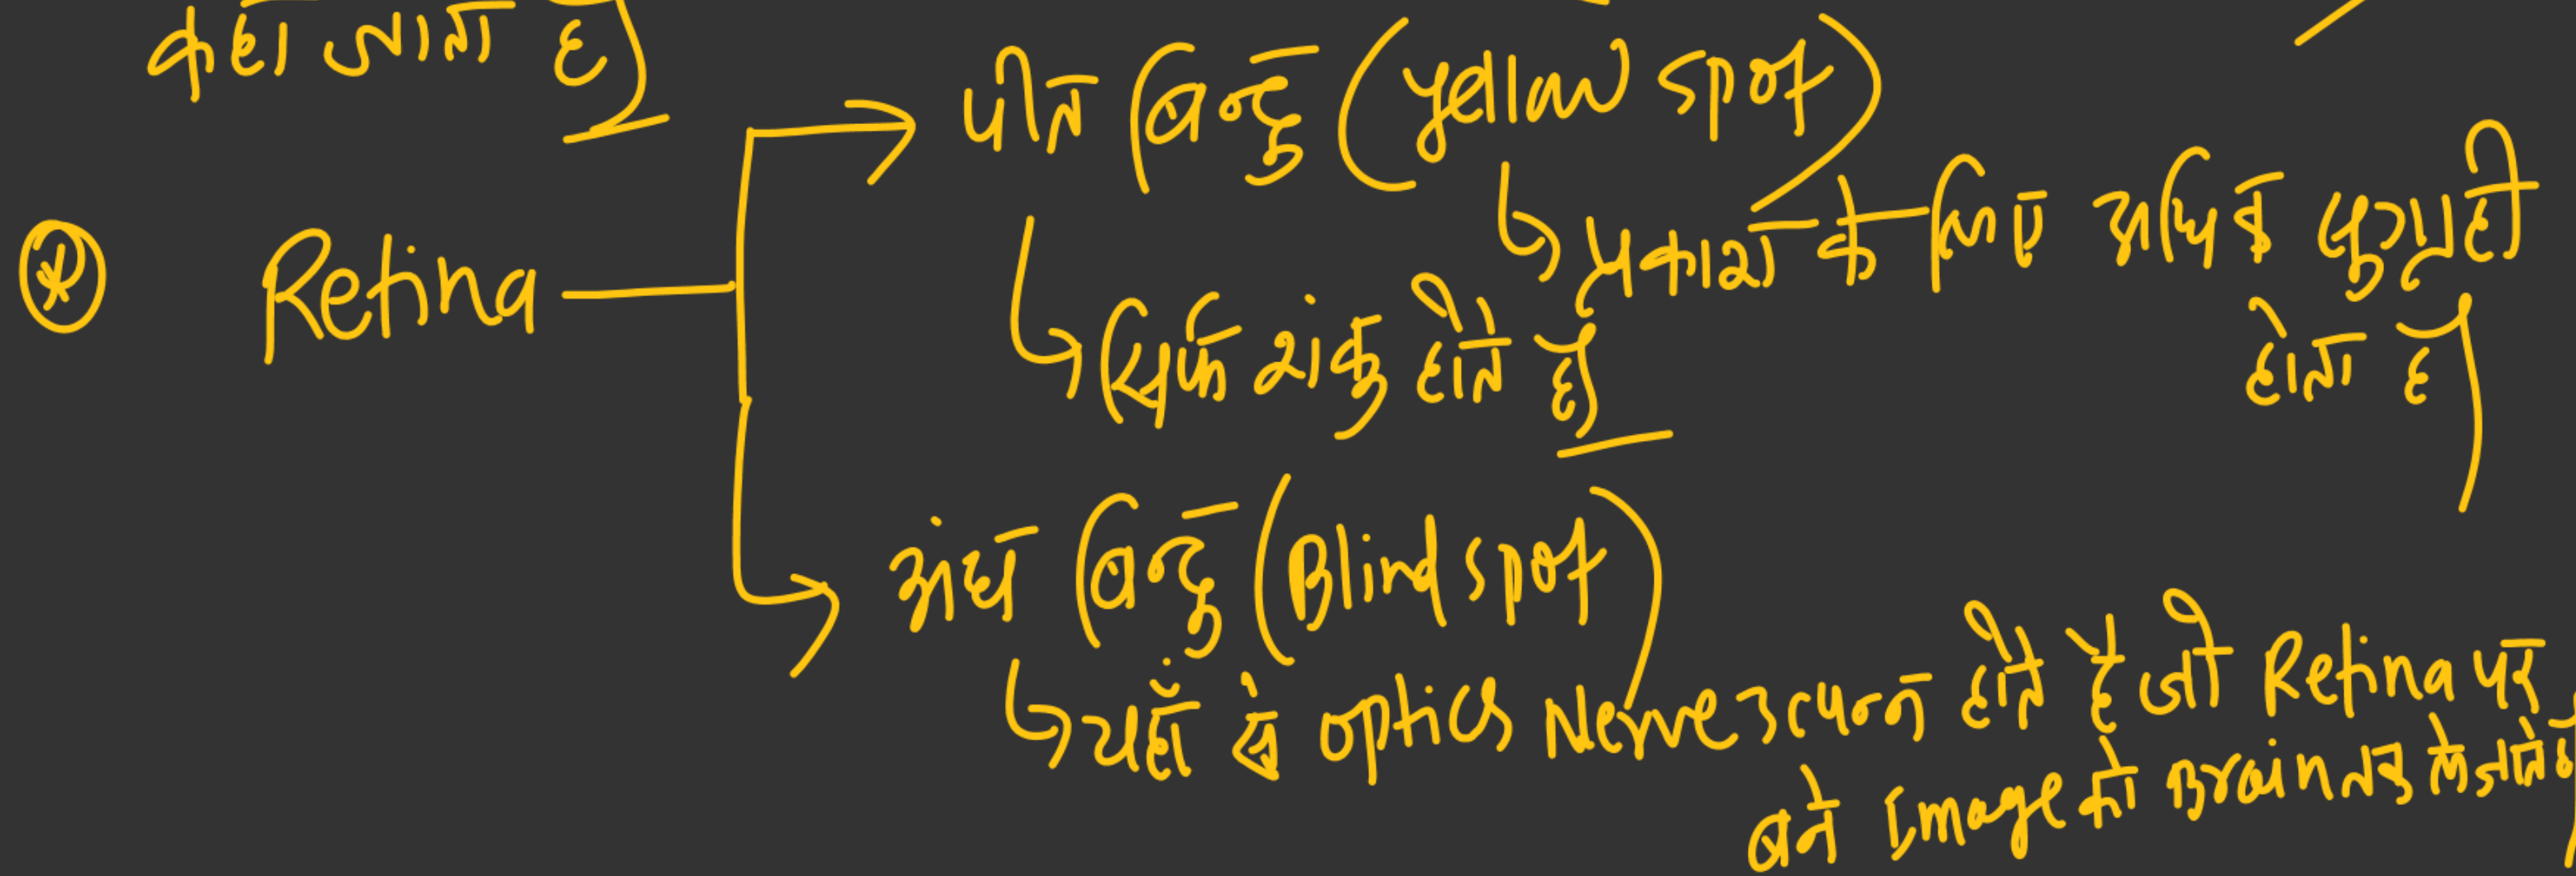 कहा जाता है
पीत बिन्दु (Yellow spot)
↳ प्रकाश के लिए अधिक सुग्राही
होता है
Retina
↳ सिर्फ शंकु होते हैं
अंध बिन्दु (Blind spot)
↳ यहाँ से optics Nerve उत्पन्न होते हैं जो Retina पर
बने Image को Brain तक ले जाते हैं